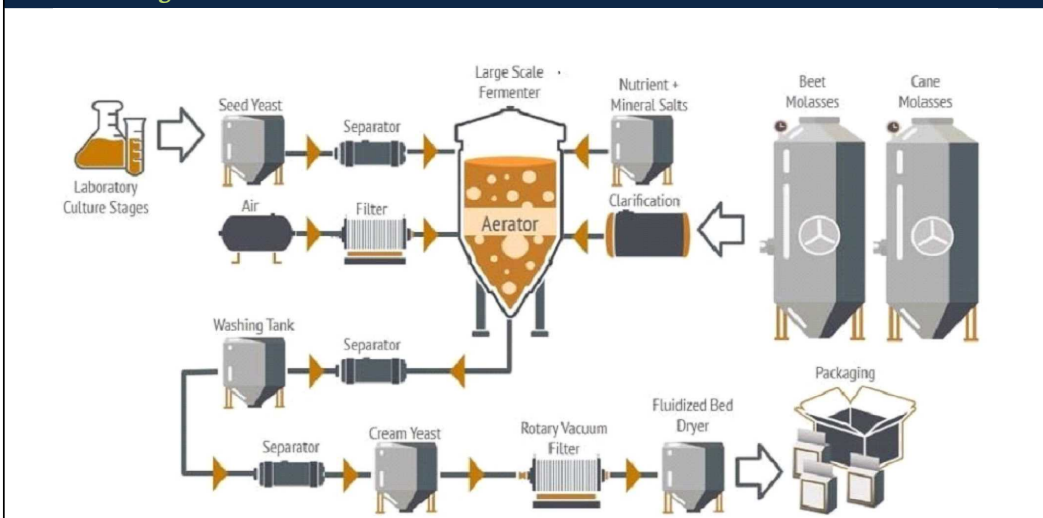 Large Scale
Fermenter
Nutrient +
Mineral Salts
Beet
Molasses
Cane
Molasses
Seed Yeast
Separator
Laboratory
Culture Stages
Air
Filter
Aerator
Clarification
Washing Tank
Separator
Packaging
Separator
Cream Yeast
Rotary Vacuum
Filter
Fluidized Bed
Dryer